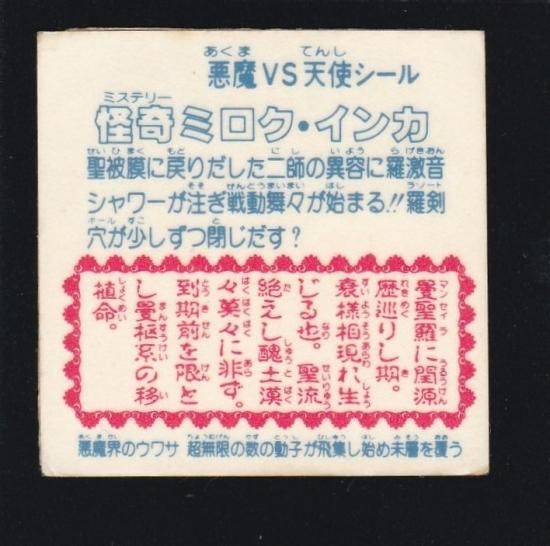 悪魔VS天使シール
怪奇ミロク・インカ
聖被膜に戻りだした二師の異容に羅激音
シャワーが注ぎ戦動舞々が始まる!!羅剣
穴が少しずつ閉じだす?
曼聖羅に閏源
歴巡りし期。
衰様相現れ生
じる也。聖流
絶えし醜土漠
々漠々に非ず。
到期前を限と
し曼枢系の移
植命。
悪魔界のウワサ 超無限の数の動子が飛集し始め未層を覆う